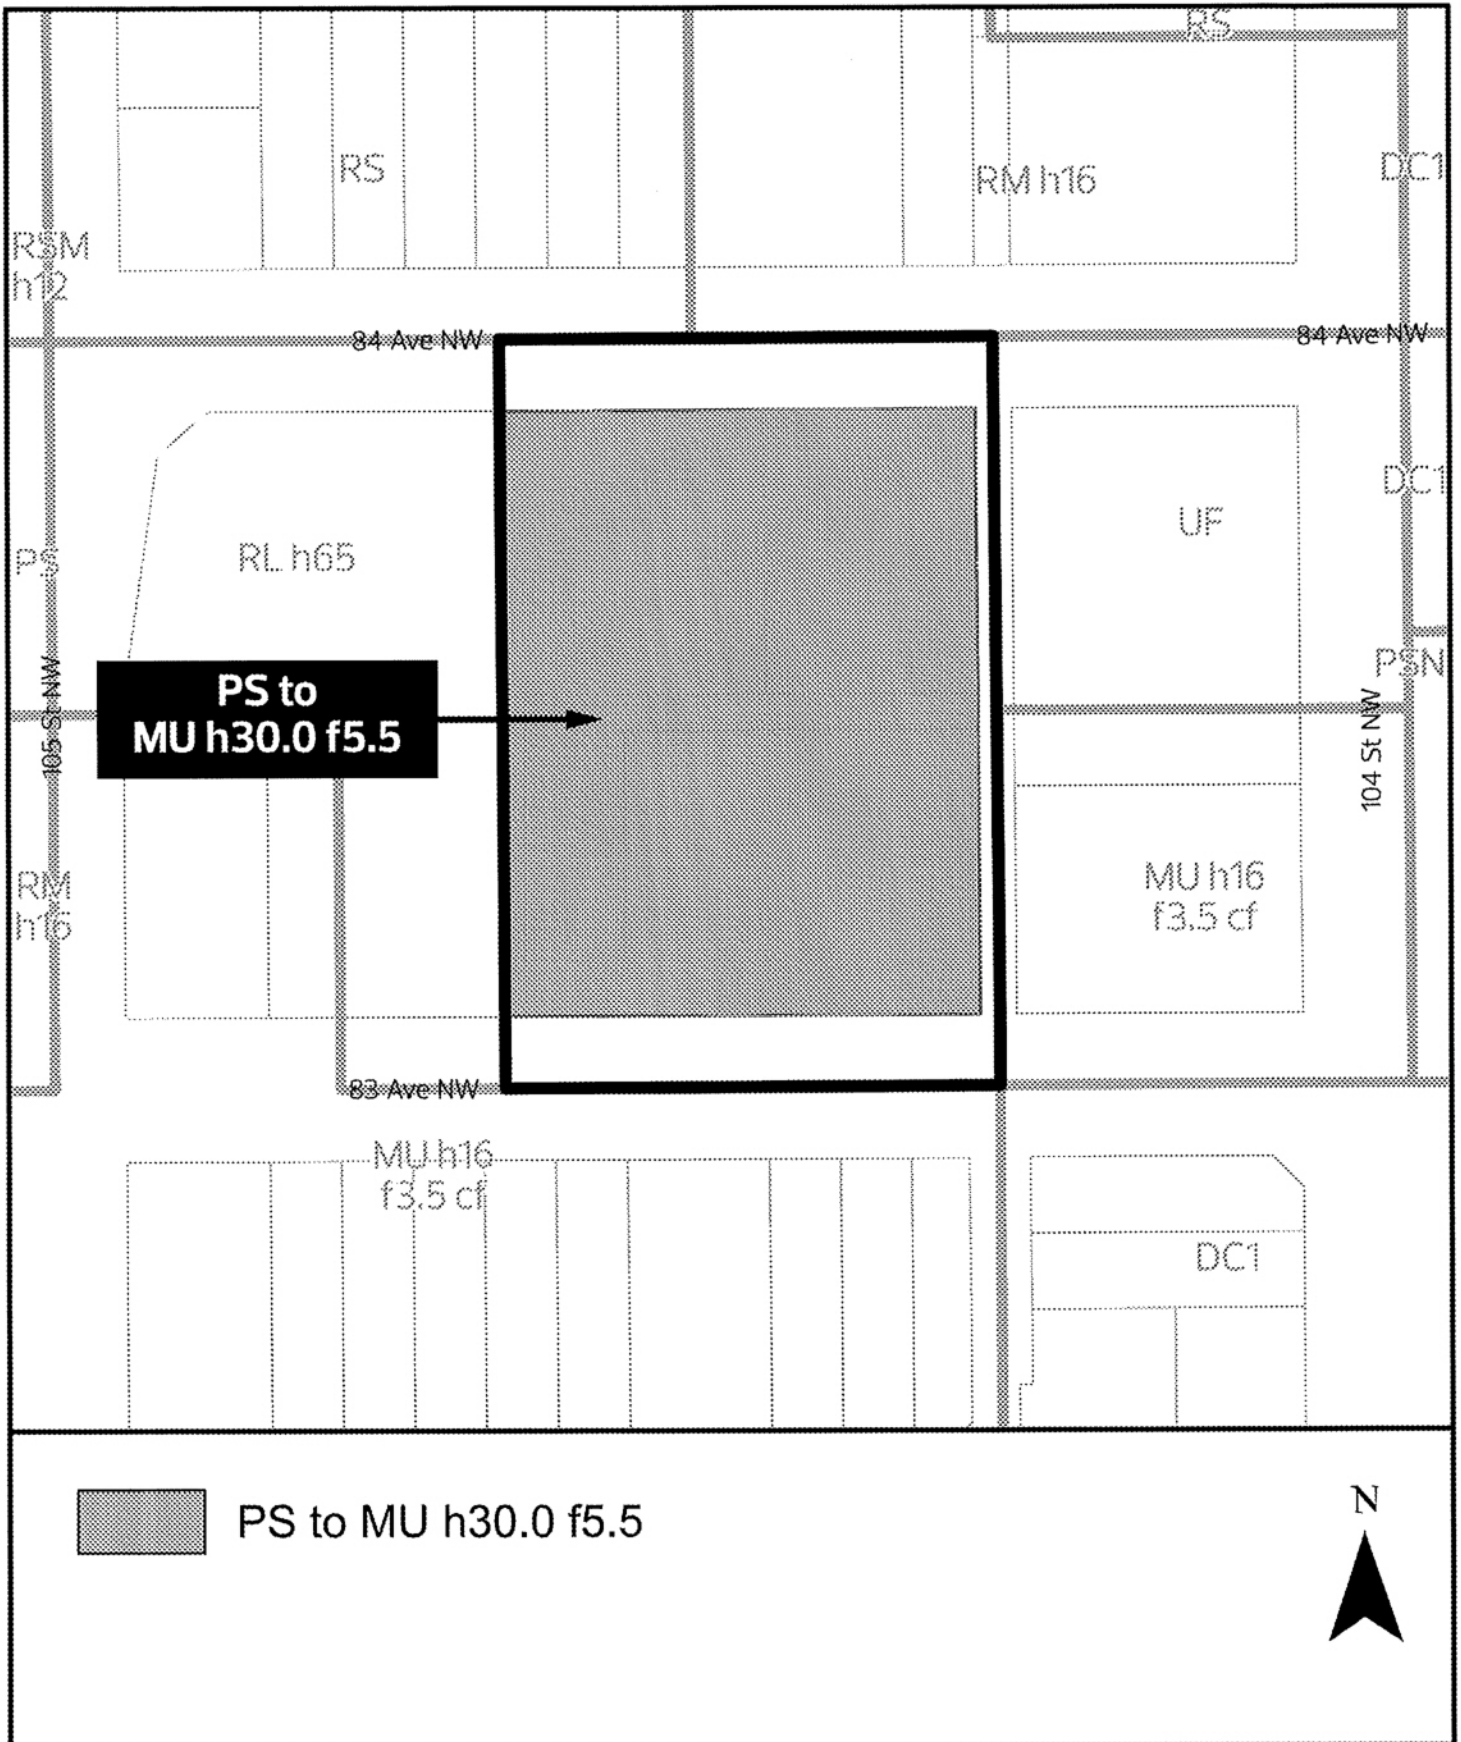 RS
RS
RM h16
DC1
RSM
h12
84 Ave NW
84 Ave NW
DC1
UF
RL h65
PS
PSN
105 St NW
PS to
MU h30.0 f5.5
104 St NW
RM
h16
MU h16
f3.5 cf
83 Ave NW
MU h16
f3.5 cf
DC1
PS to MU h30.0 f5.5
N